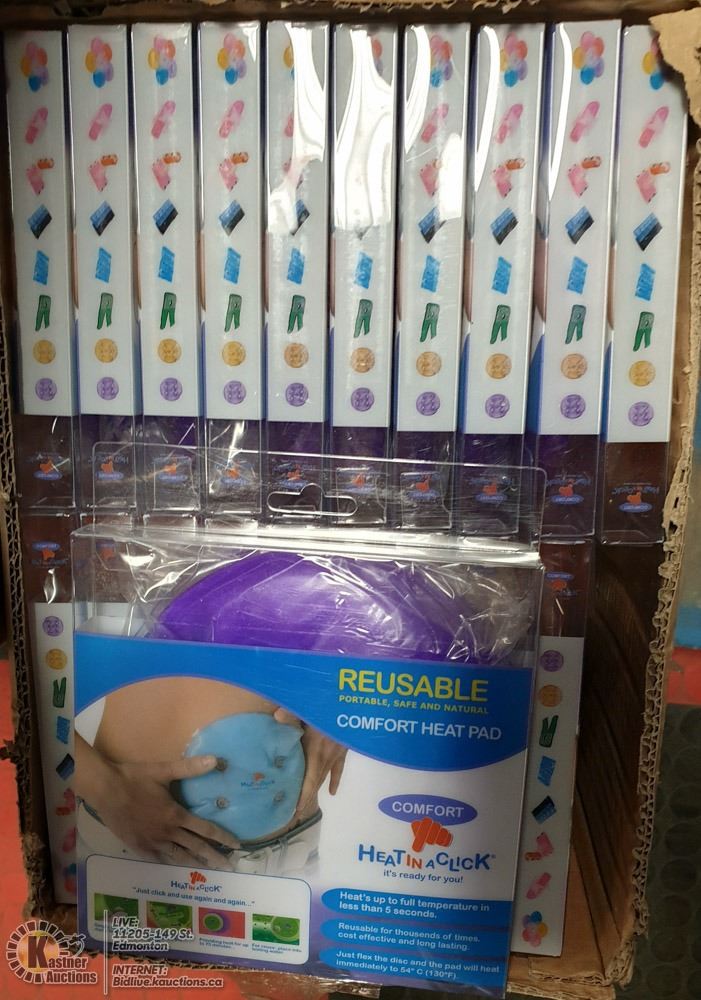 REUSABLE
PORTABLE, SAFE AND NATURAL
COMFORT HEAT PAD
COMFORT
HEAT IN A CLICK®
it's ready for you!
HEAT IN A CLICK
"Just click and use again and again..."
Heat's up to full temperature in
less than 5 seconds.
Reusable for thousands of times.
cost effective and long lasting.
Just flex the disc and the pad will heat
immediately to 54° C (130°F).
COMFORT
COMFORT
Kastner
Auctions
LIVE:
11205-149 St.
Edmonton
INTERNET:
Bidlive.kauctions.ca